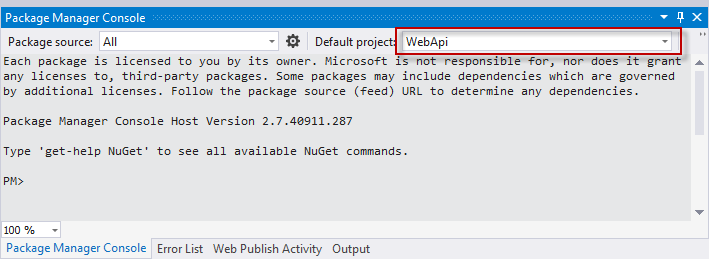 Package Manager Console
Package source: All Default project: WebApi
Each package is licensed to you by its owner. Microsoft is not responsible for, nor does it grant
any licenses to, third-party packages. Some packages may include dependencies which are governed
by additional licenses. Follow the package source (feed) URL to determine any dependencies.
Package Manager Console Host Version 2.7.40911.287
Type 'get-help NuGet' to see all available NuGet commands.
PM>
100 %
Package Manager Console Error List Web Publish Activity Output